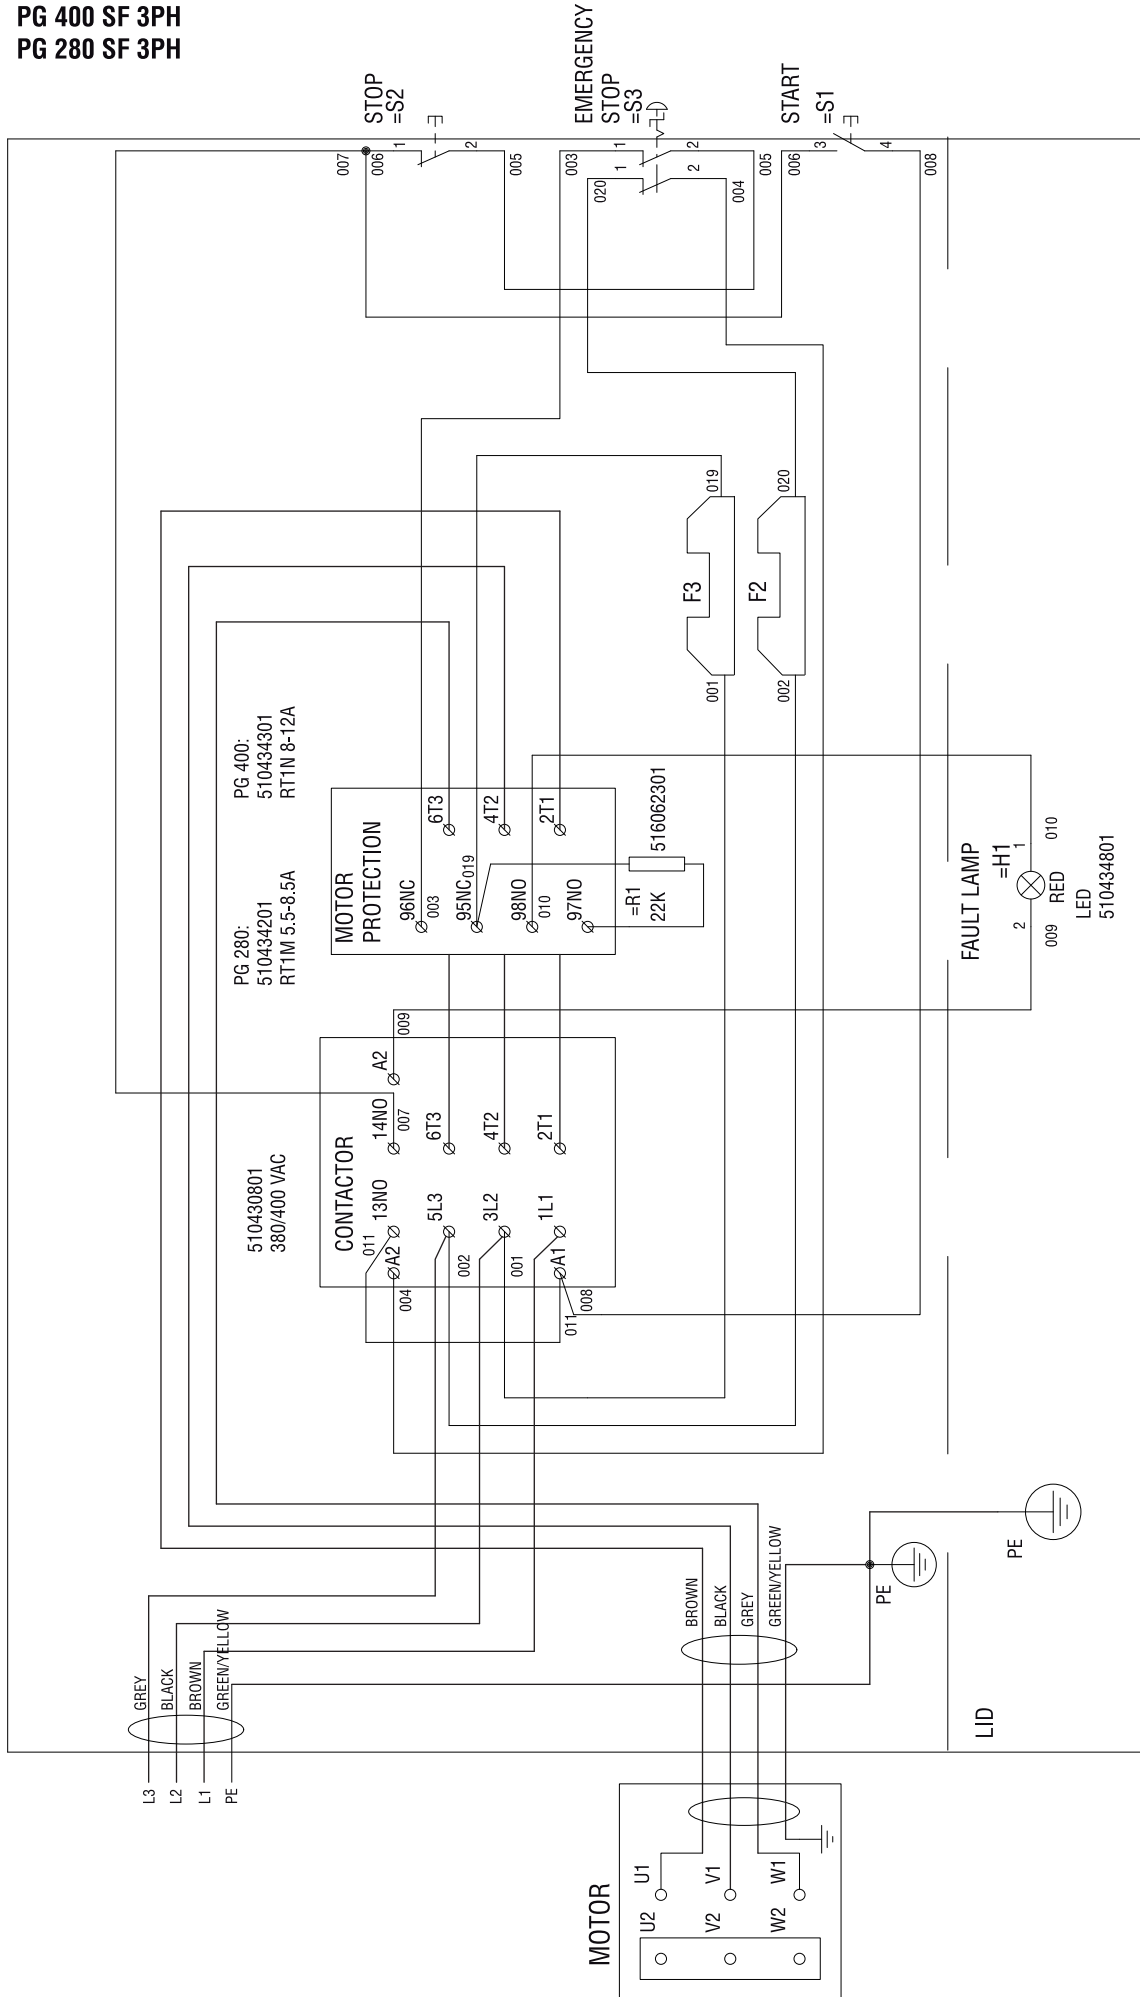 PG 400 SF 3PH
PG 280 SF 3PH
STOP
=S2
EMERGENCY
STOP
=S3
START
=S1
007
006
1
2
005
003
1
2
005
020
1
2
004
006
3
4
008
019
F3
001
020
F2
002
PG 400:
510434301
RT1N 8-12A
PG 280:
510434201
RT1M 5.5-8.5A
MOTOR
PROTECTION
96NC
003
95NC
019
98NO
010
97NO
6T3
4T2
2T1
=R1
22K
516062301
FAULT LAMP
=H1
1
010
2
009
RED
LED
510434801
510430801
380/400 VAC
CONTACTOR
A2
009
14NO
007
6T3
4T2
2T1
13NO
011
A2
004
5L3
002
3L2
001
1L1
A1
008
011
GREY
BLACK
BROWN
GREEN/YELLOW
L3
L2
L1
PE
BROWN
BLACK
GREY
GREEN/YELLOW
PE
PE
LID
MOTOR
U1
U2
V1
V2
W1
W2